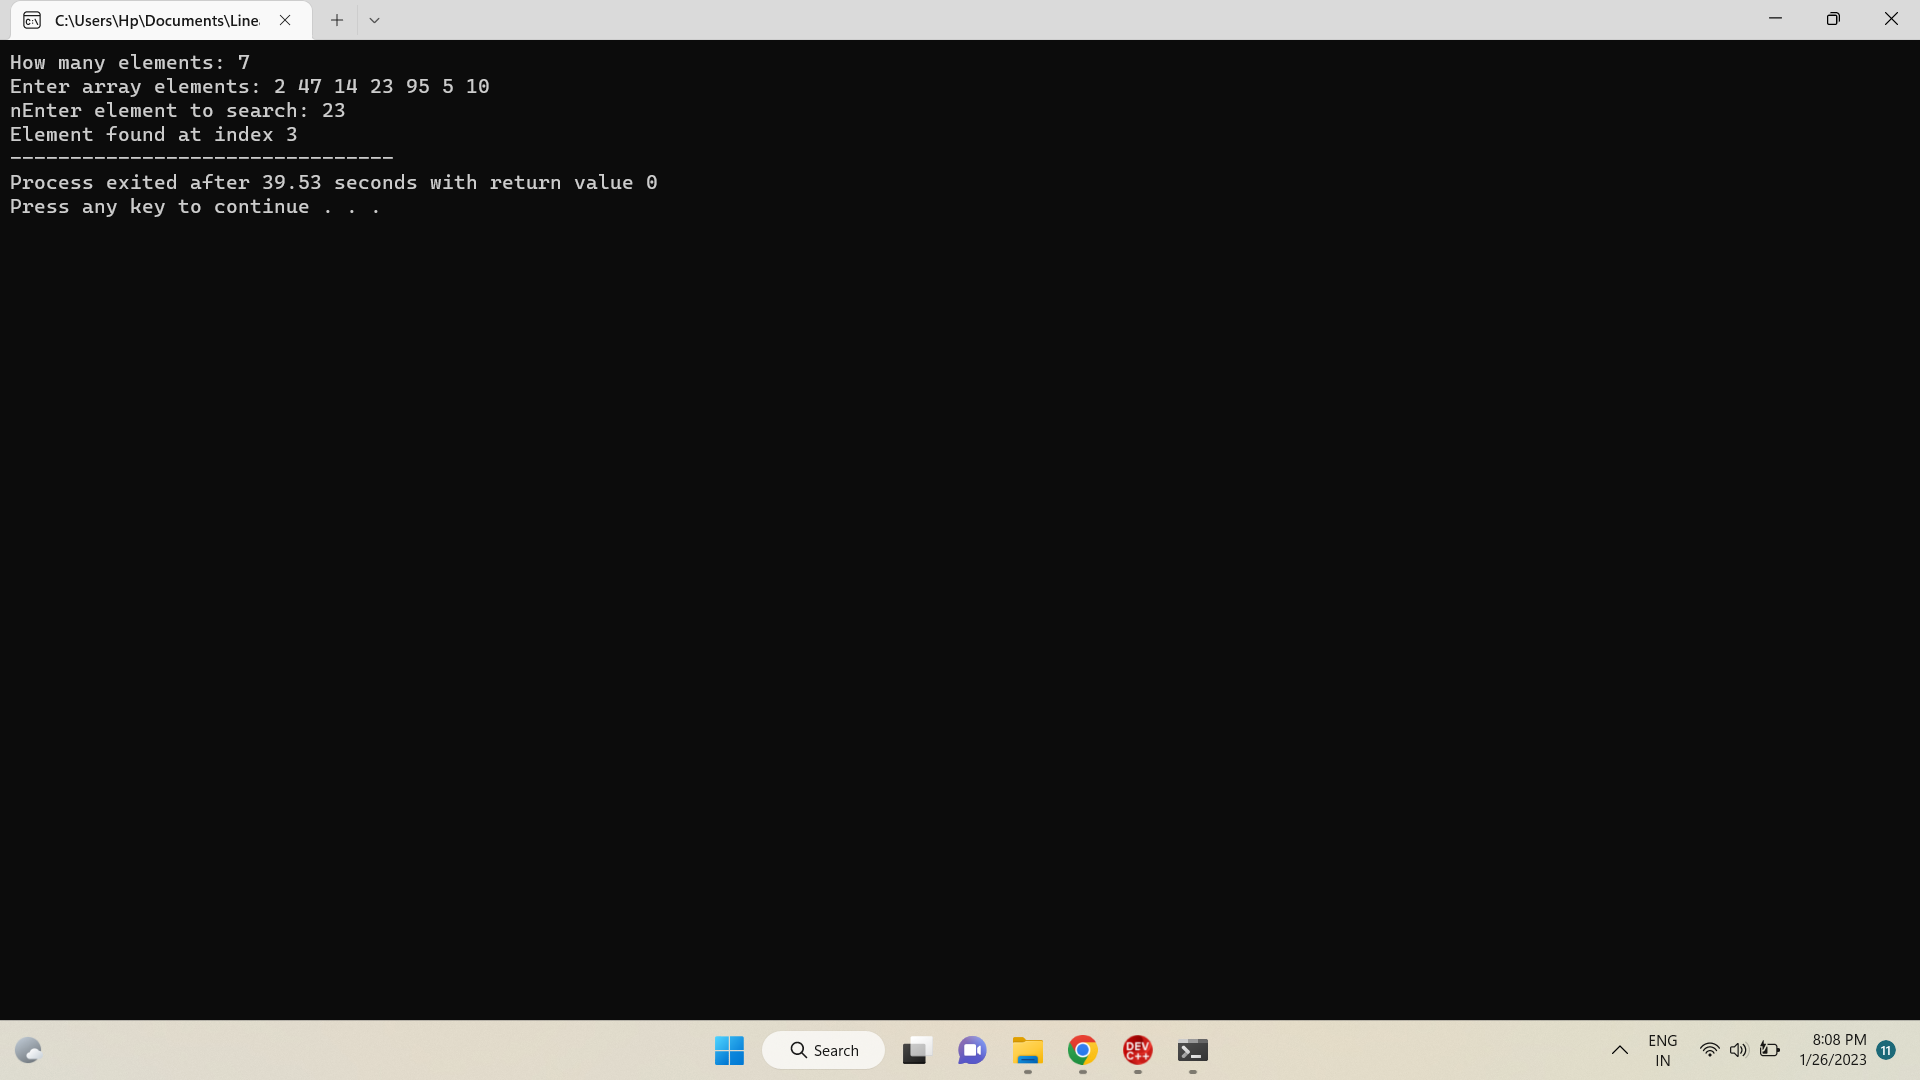 C:\Users\Hp\Documents\Line
How many elements: 7
Enter array elements: 2 47 14 23 95 5 10
nEnter element to search: 23
Element found at index 3
--------------------------------
Process exited after 39.53 seconds with return value 0
Press any key to continue . . .
Search
DEV
C++
ENG
IN
8:08 PM
1/26/2023
11